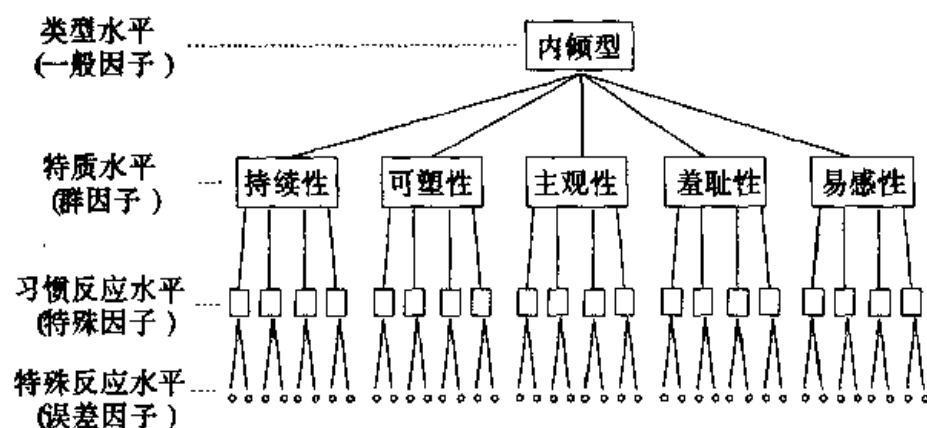 类型水平
(一般因子)
内倾型
特质水平
(群因子)
持续性
可塑性
主观性
羞耻性
易感性
习惯反应水平
(特殊因子)
特殊反应水平
(误差因子)